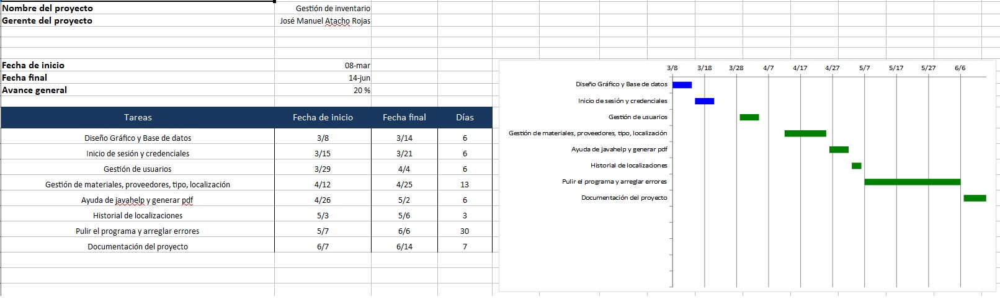 Nombre del proyecto Gestión de inventario
Gerente del proyecto José Manuel Atacho Rojas
Fecha de inicio 08-mar
Fecha final 14-jun
Avance general 20 %
Tareas Fecha de inicio Fecha final Días
Diseño Gráfico y Base de datos 3/8 3/14 6
Inicio de sesión y credenciales 3/15 3/21 6
Gestión de usuarios 3/29 4/4 6
Gestión de materiales, proveedores, tipo, localización 4/12 4/25 13
Ayuda de javahelp y generar pdf 4/26 5/2 6
Historial de localizaciones 5/3 5/6 3
Pulir el programa y arreglar errores 5/7 6/6 30
Documentación del proyecto 6/7 6/14 7
3/8 3/18 3/28 4/7 4/17 4/27 5/7 5/17 5/27 6/6
Diseño Gráfico y Base de datos
Inicio de sesión y credenciales
Gestión de usuarios
Gestión de materiales, proveedores, tipo, localización
Ayuda de javahelp y generar pdf
Historial de localizaciones
Pulir el programa y arreglar errores
Documentación del proyecto